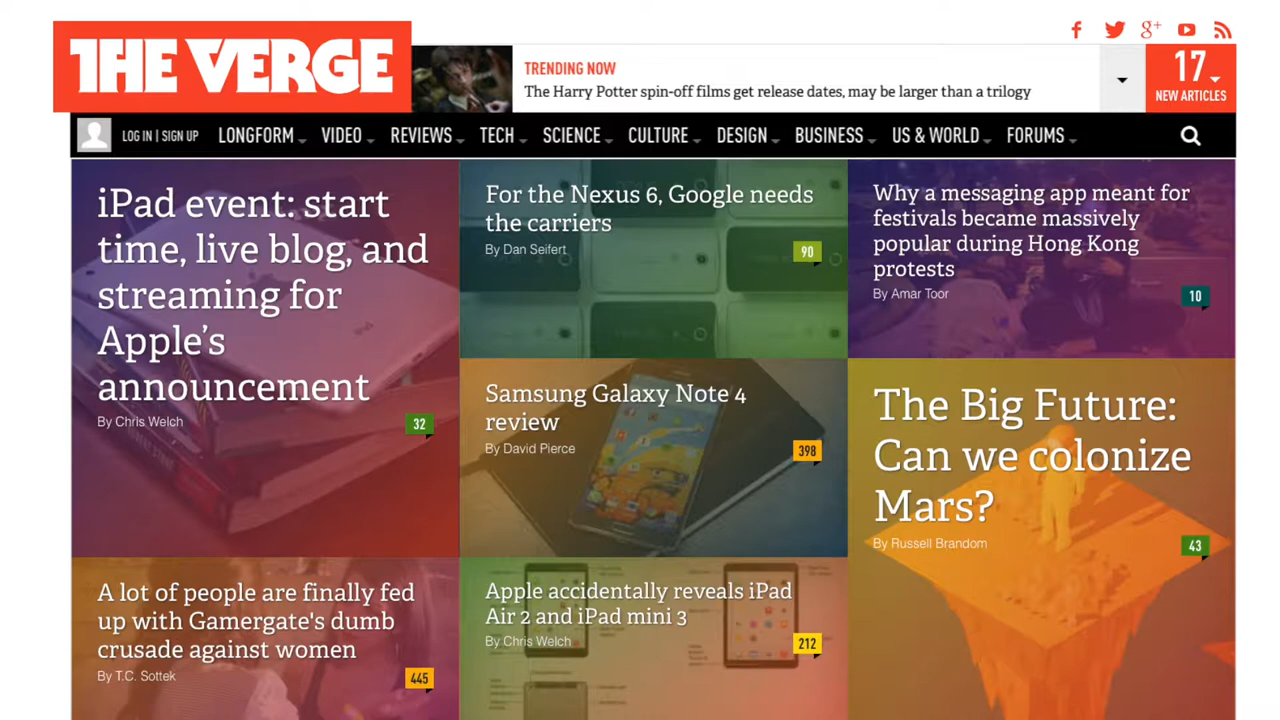 THE VERGE
TRENDING NOW
The Harry Potter spin-off films get release dates, may be larger than a trilogy
17
NEW ARTICLES
LOG IN | SIGN UP
LONGFORM
VIDEO
REVIEWS
TECH
SCIENCE
CULTURE
DESIGN
BUSINESS
US & WORLD
FORUMS
iPad event: start
time, live blog, and
streaming for
Apple’s
announcement
By Chris Welch
32
For the Nexus 6, Google needs
the carriers
By Dan Seifert
90
Why a messaging app meant for
festivals became massively
popular during Hong Kong
protests
By Amar Toor
10
Samsung Galaxy Note 4
review
By David Pierce
398
The Big Future:
Can we colonize
Mars?
By Russell Brandom
43
A lot of people are finally fed
up with Gamergate's dumb
crusade against women
By T.C. Sottek
445
Apple accidentally reveals iPad
Air 2 and iPad mini 3
By Chris Welch
212